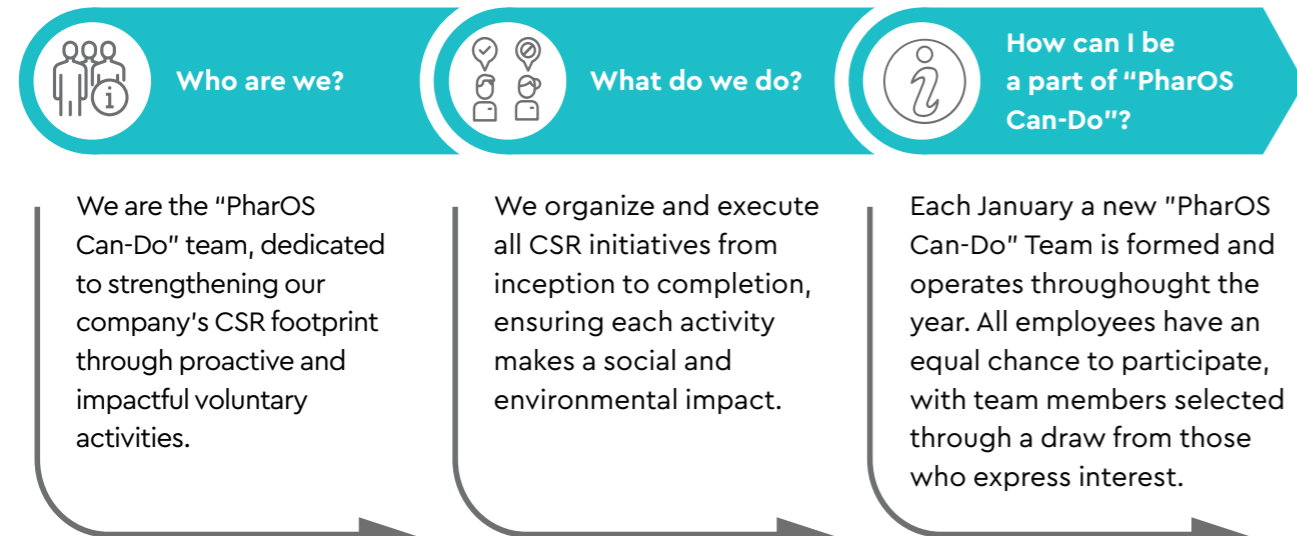 Who are we?
We are the “PharOS
Can-Do” team, dedicated
to strengthening our
company’s CSR footprint
through proactive and
impactful voluntary
activities.
What do we do?
We organize and execute
all CSR initiatives from
inception to completion,
ensuring each activity
makes a social and
environmental impact.
How can I be
a part of “PharOS
Can-Do”?
Each January a new ”PharOS
Can-Do” Team is formed and
operates throughought the
year. All employees have an
equal chance to participate,
with team members selected
through a draw from those
who express interest.